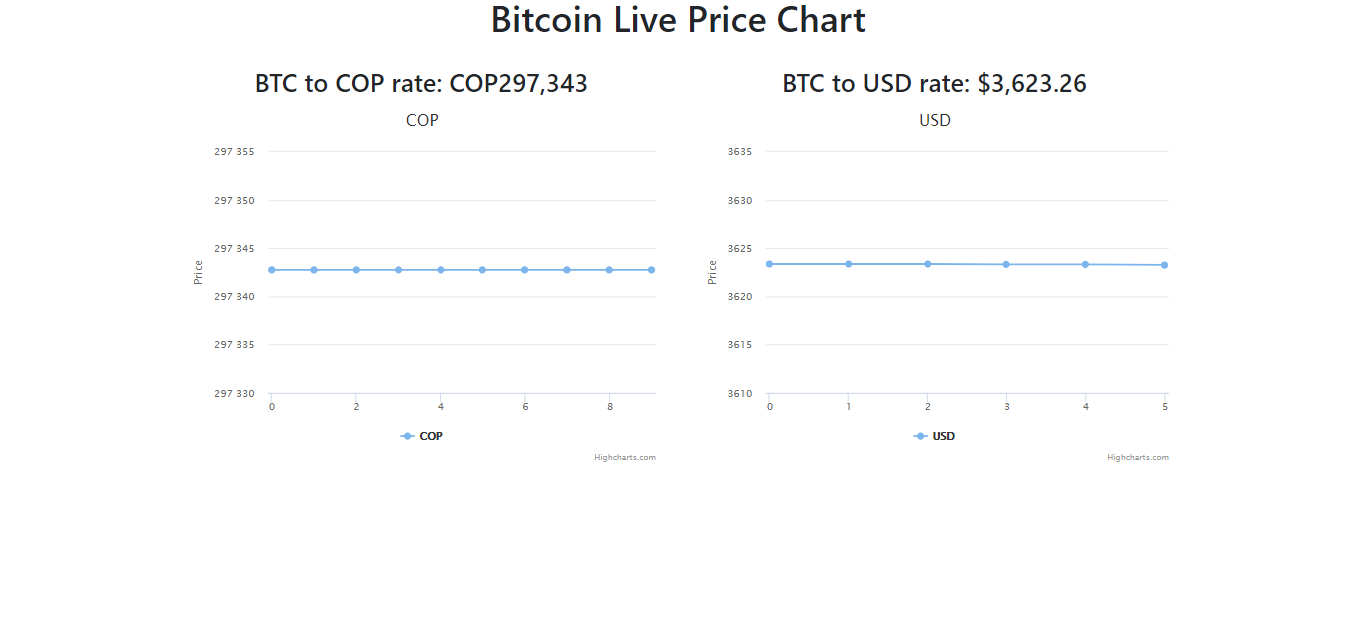 Bitcoin Live Price Chart
BTC to COP rate: COP297,343
COP
297 355
297 350
297 345
297 340
297 335
297 330
Price
0 2 4 6 8
COP
Highcharts.com
BTC to USD rate: $3,623.26
USD
3635
3630
3625
3620
3615
3610
Price
0 1 2 3 4 5
USD
Highcharts.com